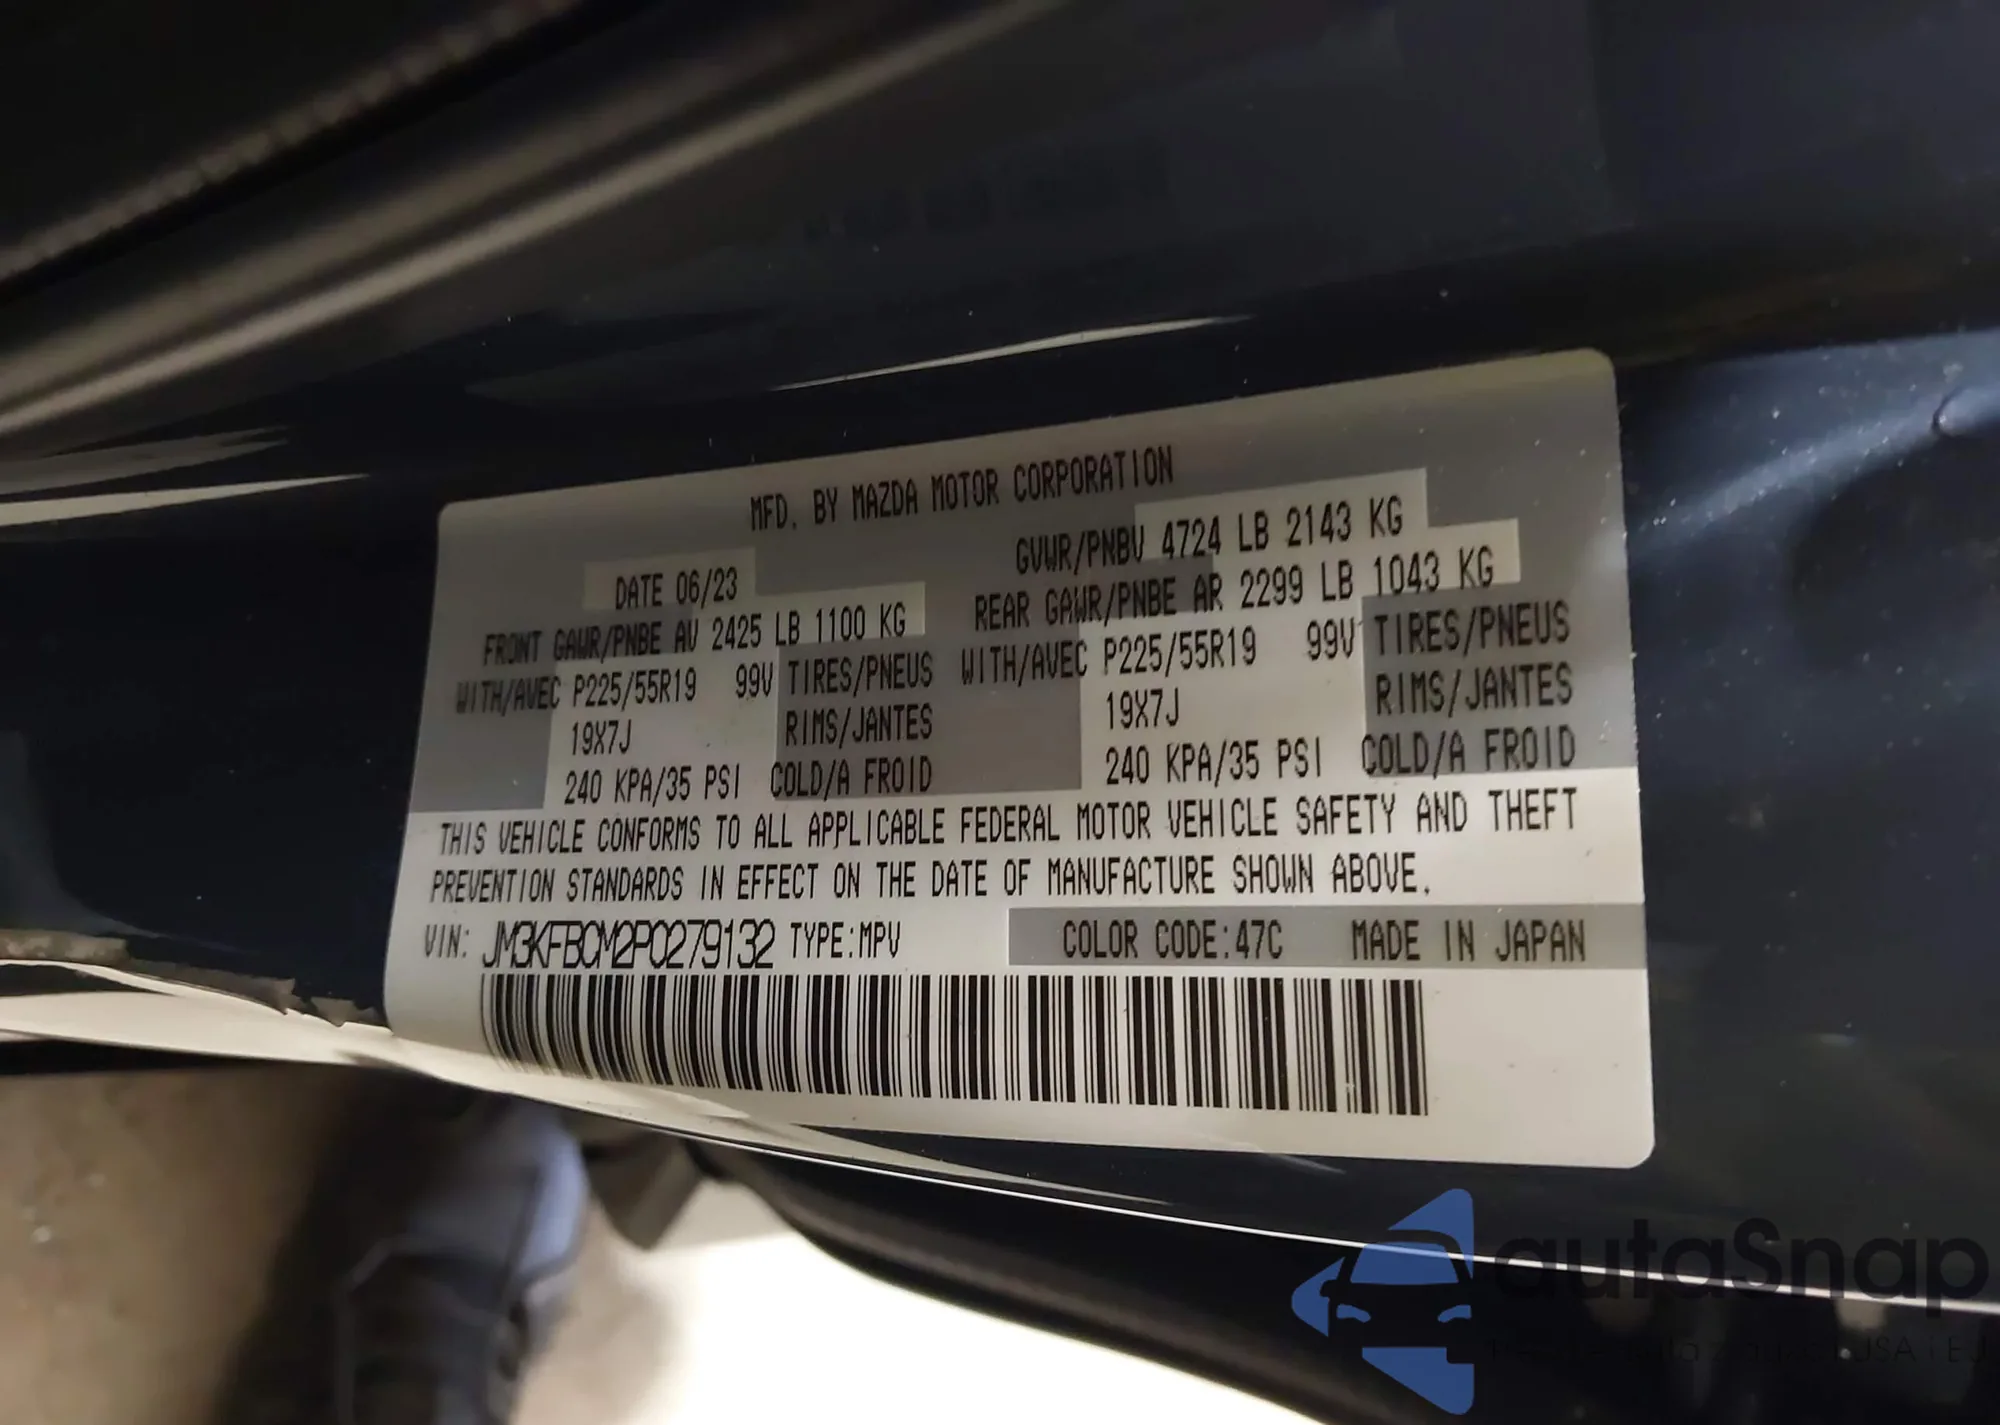 MFD. BY MAZDA MOTOR CORPORATION
DATE 06/23 GVWR/PNBV 4724 LB 2143 KG
FRONT GAWR/PNBE AV 2425 LB 1100 KG REAR GAWR/PNBE AR 2299 LB 1043 KG
WITH/AVEC P225/55R19 99V TIRES/PNEUS WITH/AVEC P225/55R19 99V TIRES/PNEUS
19X7J RIMS/JANTES 19X7J RIMS/JANTES
240 KPA/35 PSI COLD/A FROID 240 KPA/35 PSI COLD/A FROID
THIS VEHICLE CONFORMS TO ALL APPLICABLE FEDERAL MOTOR VEHICLE SAFETY AND THEFT
PREVENTION STANDARDS IN EFFECT ON THE DATE OF MANUFACTURE SHOWN ABOVE.
VIN: JM3KFBCM2P0279132 TYPE:MPV COLOR CODE:47C MADE IN JAPAN
autaSnap
USA i EU